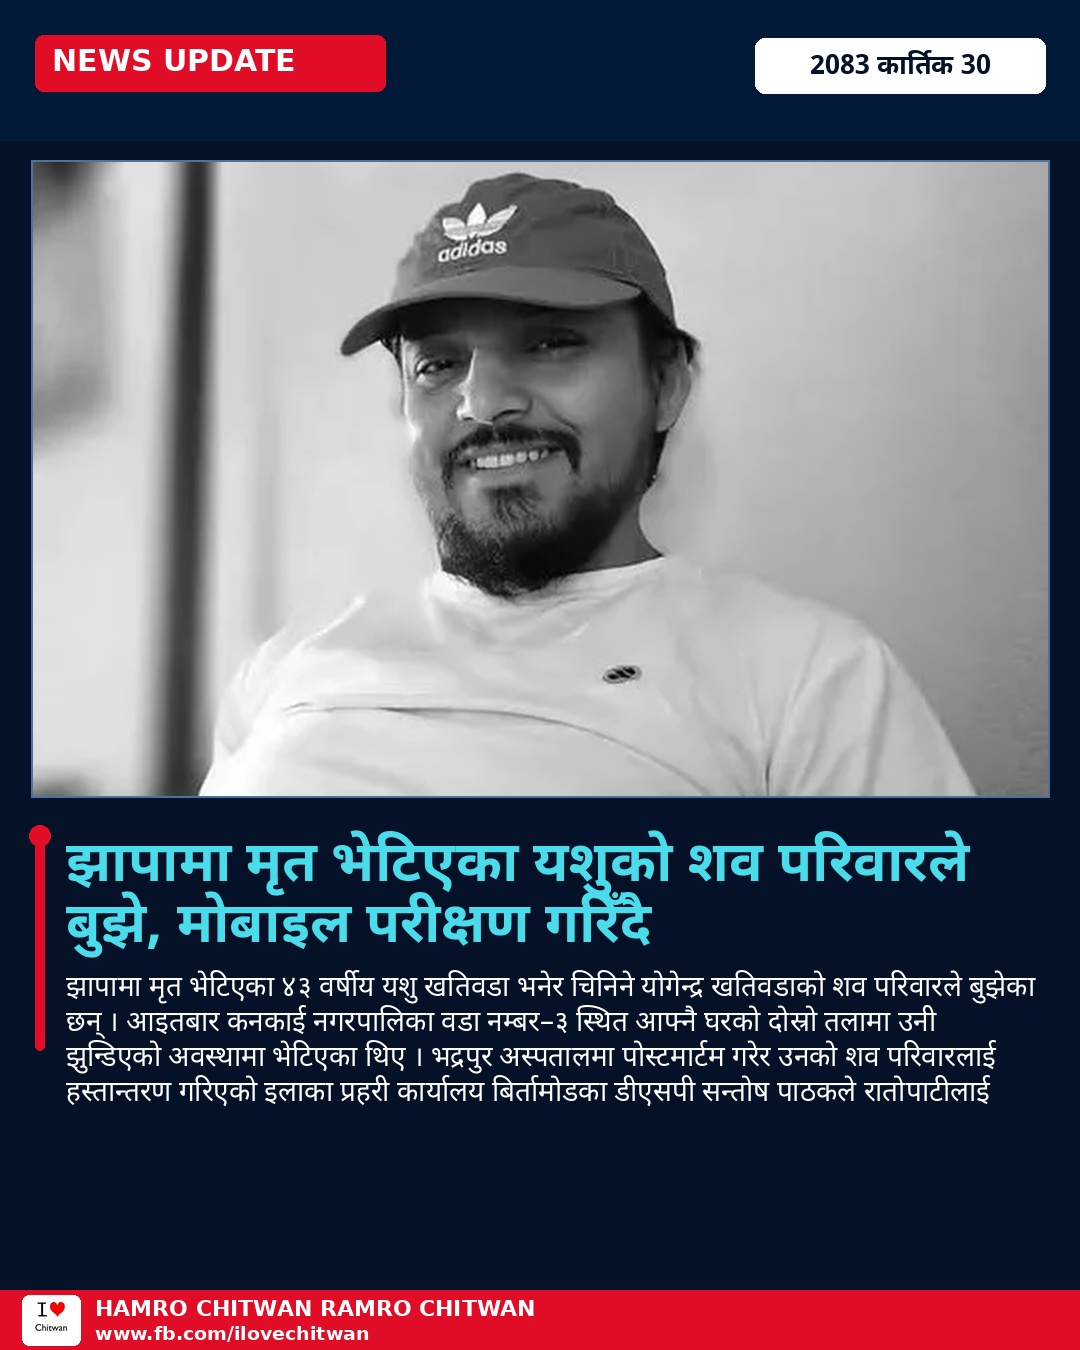 NEWS UPDATE
2083 कार्तिक 30
adidas
झापामा मृत भेटिएका यशुको शव परिवारले
बुझे, मोबाइल परीक्षण गरिँदै
झापामा मृत भेटिएका ४३ वर्षीय यशु खतिवडा भनेर चिनिने योगेन्द्र खतिवडाको शव परिवारले बुझेका
छन् । आइतबार कनकाई नगरपालिका वडा नम्बर–३ स्थित आफ्नै घरको दोस्रो तलामा उनी
झुन्डिएको अवस्थामा भेटिएका थिए । भद्रपुर अस्पतालमा पोस्टमार्टम गरेर उनको शव परिवारलाई
हस्तान्तरण गरिएको इलाका प्रहरी कार्यालय बिर्तामोडका डीएसपी सन्तोष पाठकले रातोपाटीलाई
I❤
Chitwan
HAMRO CHITWAN RAMRO CHITWAN
www.fb.com/ilovechitwan